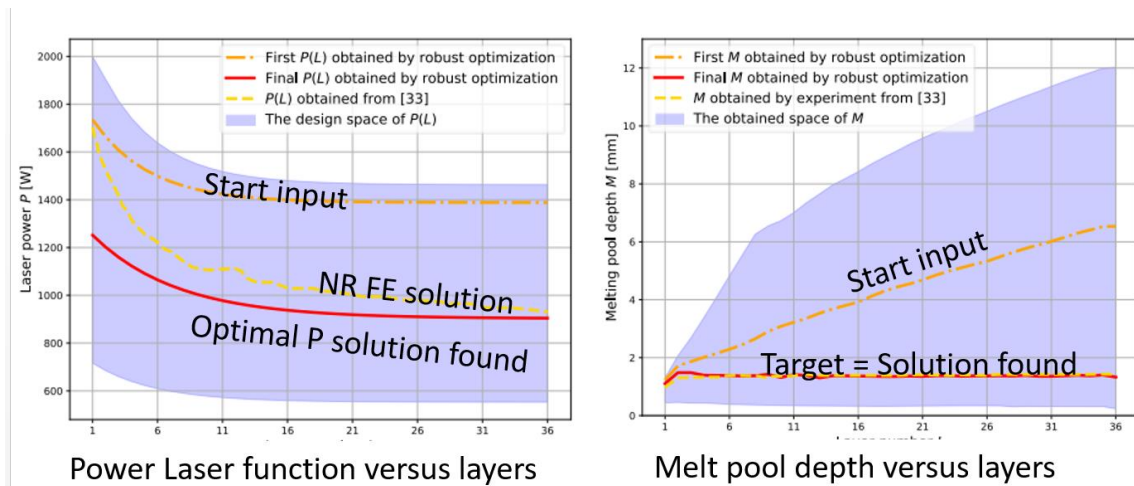 2000
1800
1600
1400
1200
1000
800
600
Laser power P [W]
First P(L) obtained by robust optimization
Final P(L) obtained by robust optimization
P(L) obtained from [33]
The design space of P(L)
Start input
NR FE solution
Optimal P solution found
1 6 11 16 21 26 31 36
Power Laser function versus layers
12
10
8
6
4
2
0
Melting pool depth M [mm]
First M obtained by robust optimization
Final M obtained by robust optimization
M obtained by experiment from [33]
The obtained space of M
Start input
Target = Solution found
1 6 11 16 21 26 31 36
Melt pool depth versus layers